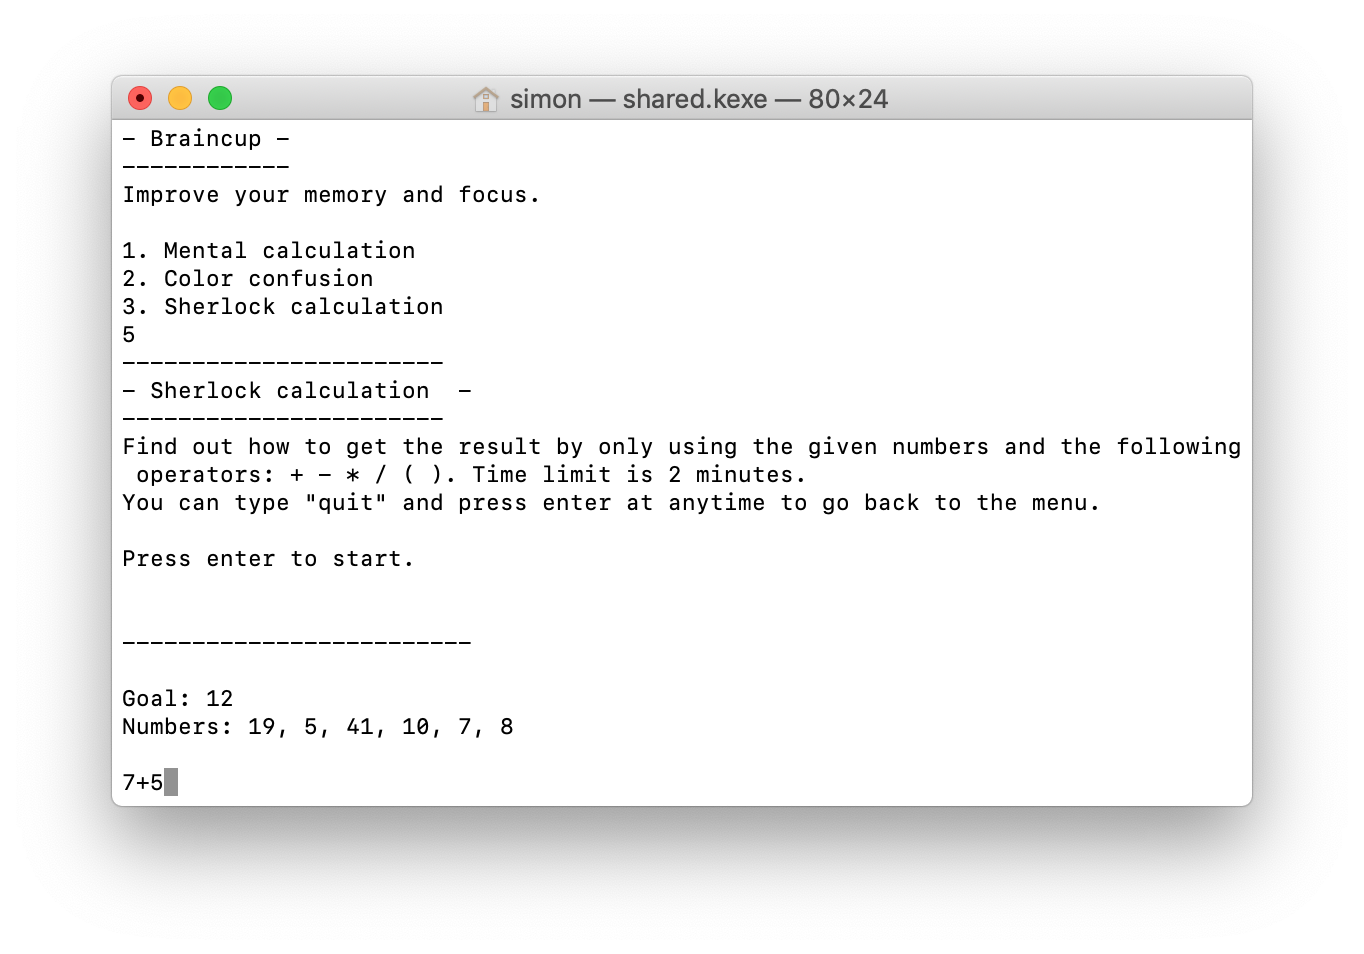 simon — shared.kexe — 80×24
- Braincup -
------------
Improve your memory and focus.
1. Mental calculation
2. Color confusion
3. Sherlock calculation
5
-----------------------
- Sherlock calculation  -
-----------------------
Find out how to get the result by only using the given numbers and the following
 operators: + - * / ( ). Time limit is 2 minutes.
You can type "quit" and press enter at anytime to go back to the menu.
Press enter to start.
-------------------------
Goal: 12
Numbers: 19, 5, 41, 10, 7, 8
7+5